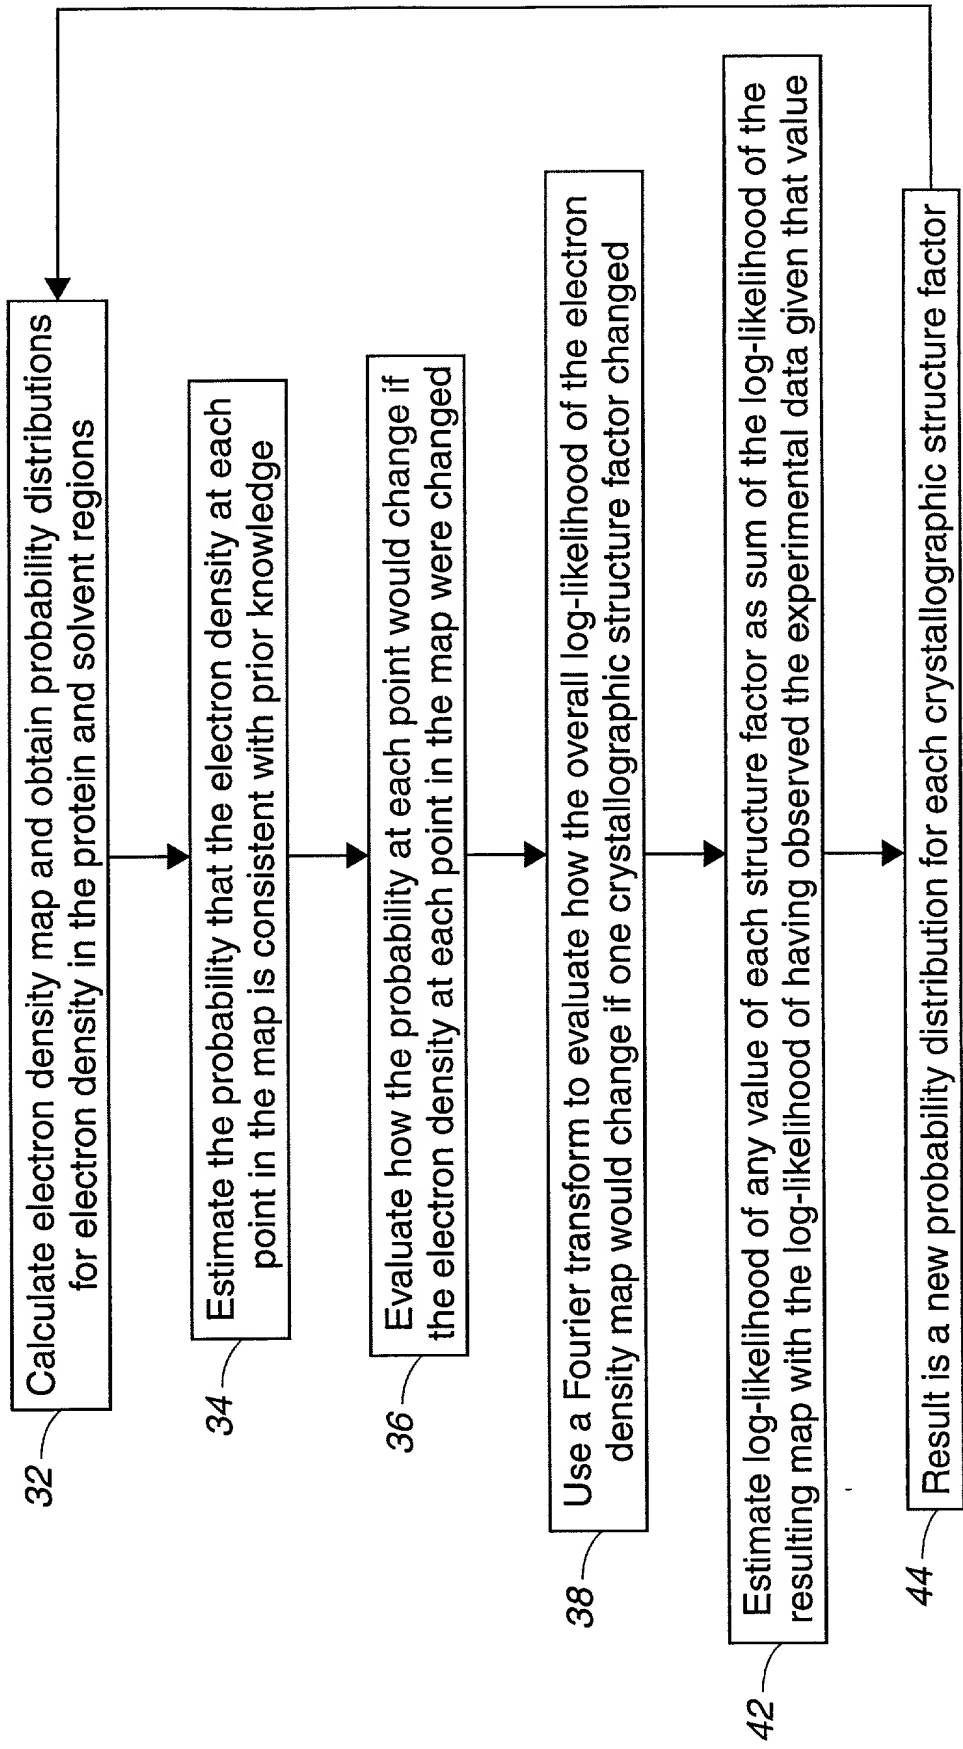 32
Calculate electron density map and obtain probability distributions
for electron density in the protein and solvent regions
34
Estimate the probability that the electron density at each
point in the map is consistent with prior knowledge
36
Evaluate how the probability at each point would change if
the electron density at each point in the map were changed
38
Use a Fourier transform to evaluate how the overall log-likelihood of the electron
density map would change if one crystallographic structure factor changed
42
Estimate log-likelihood of any value of each structure factor as sum of the log-likelihood of the
resulting map with the log-likelihood of having observed the experimental data given that value
44
Result is a new probability distribution for each crystallographic structure factor